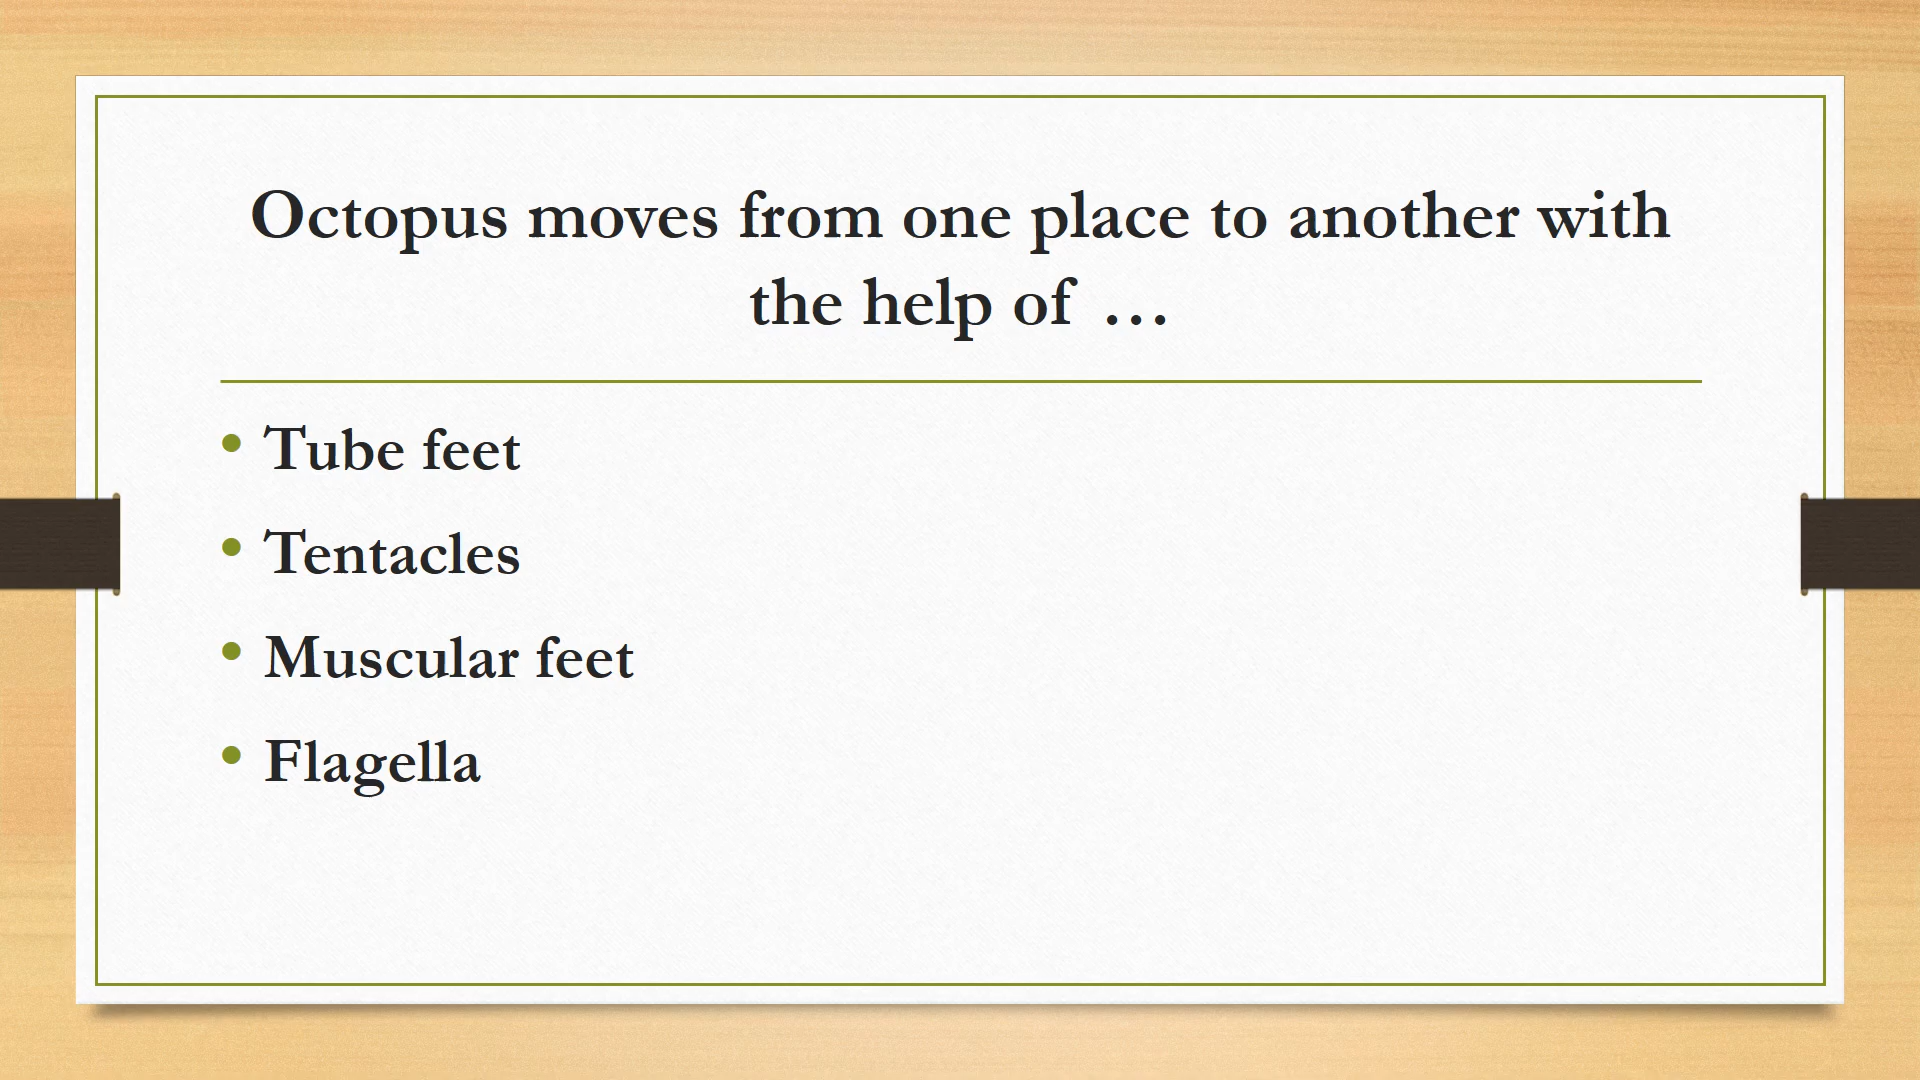 Octopus moves from one place to another with
the help of …
• Tube feet
• Tentacles
• Muscular feet
• Flagella